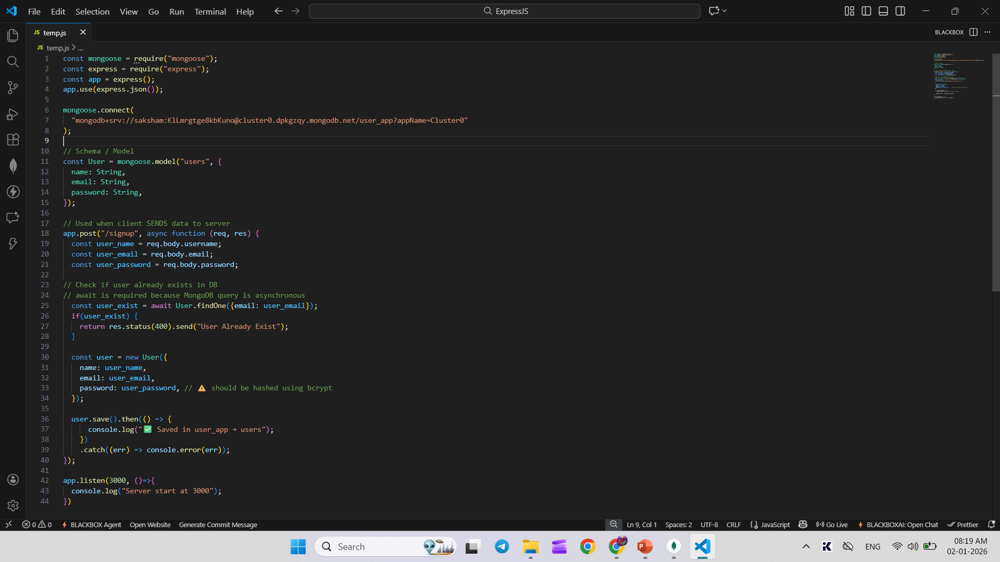 File Edit Selection View Go Run Terminal Help
ExpressJS
JS temp.js
BLACKBOX
JS temp.js > ...
1 const mongoose = require("mongoose");
2 const express = require("express");
3 const app = express();
4 app.use(express.json());
5
6 mongoose.connect(
7 "mongodb+srv://saksham:KlLmrgtge8kbKuno@cluster0.dpkgzqy.mongodb.net/user_app?appName=Cluster0"
8 );
9
10 // Schema / Model
11 const User = mongoose.model("users", {
12 name: String,
13 email: String,
14 password: String,
15 });
16
17 // Used when client SENDS data to server
18 app.post("/signup", async function (req, res) {
19 const user_name = req.body.username;
20 const user_email = req.body.email;
21 const user_password = req.body.password;
22
23 // Check if user already exists in DB
24 // await is required because MongoDB query is asynchronous
25 const user_exist = await User.findOne({email: user_email});
26 if(user_exist) {
27 return res.status(400).send("User Already Exist");
28 }
29
30 const user = new User({
31 name: user_name,
32 email: user_email,
33 password: user_password, // ⚠️ should be hashed using bcrypt
34 });
35
36 user.save().then(() => {
37 console.log("✅ Saved in user_app → users");
38 })
39 .catch((err) => console.error(err));
40 });
41
42 app.listen(3000, ()=>{
43 console.log("Server start at 3000");
44 })
0 0 BLACKBOX Agent Open Website Generate Commit Message Ln 9, Col 1 Spaces: 2 UTF-8 CRLF {} JavaScript Go Live BLACKBOXAI: Open Chat Prettier
Search
ENG
08:19 AM
02-01-2026